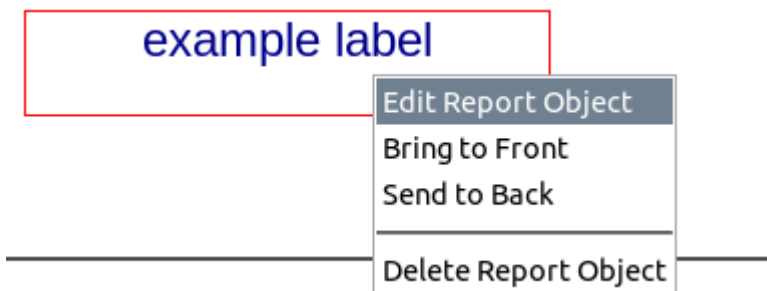 example label
Edit Report Object
Bring to Front
Send to Back
Delete Report Object